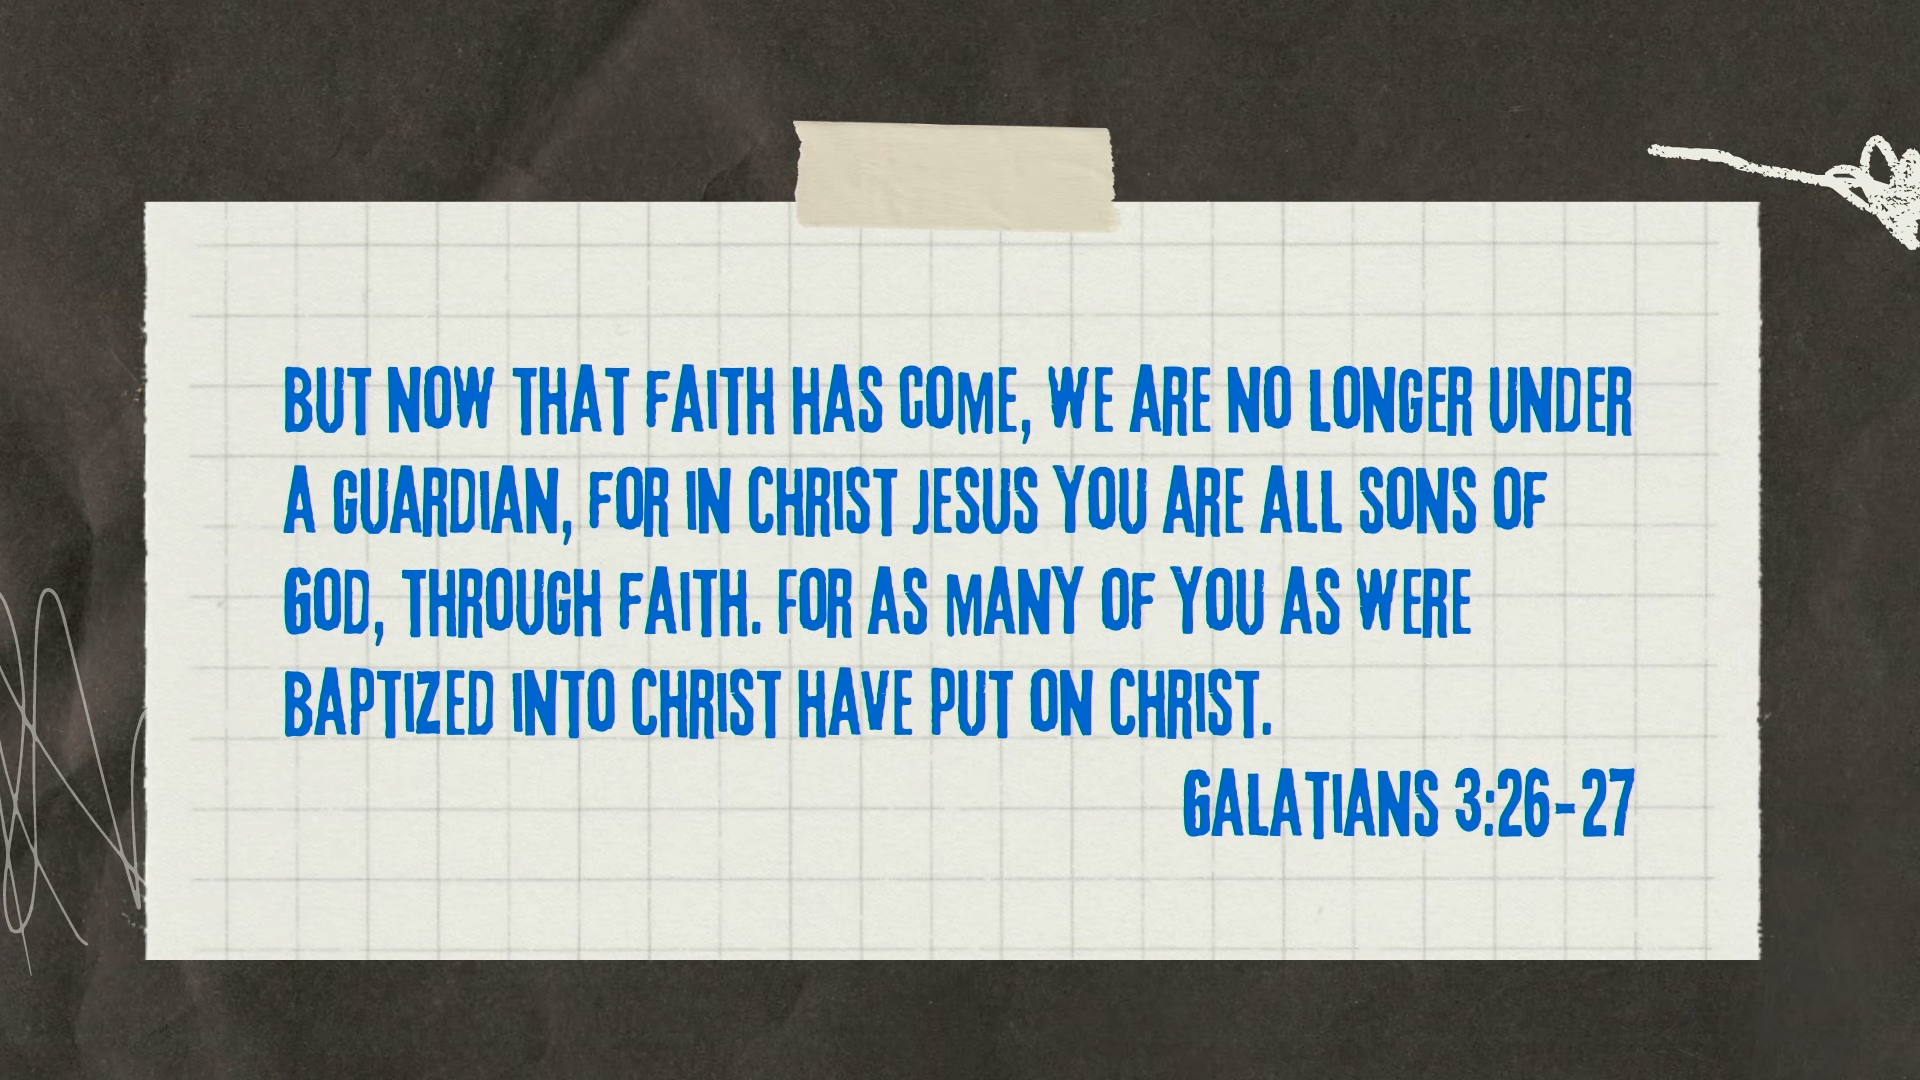 BUT NOW THAT FAITH HAS COME, WE ARE NO LONGER UNDER
A GUARDIAN, FOR IN CHRIST JESUS YOU ARE ALL SONS OF
GOD, THROUGH FAITH. FOR AS MANY OF YOU AS WERE
BAPTIZED INTO CHRIST HAVE PUT ON CHRIST.
GALATIANS 3:26-27